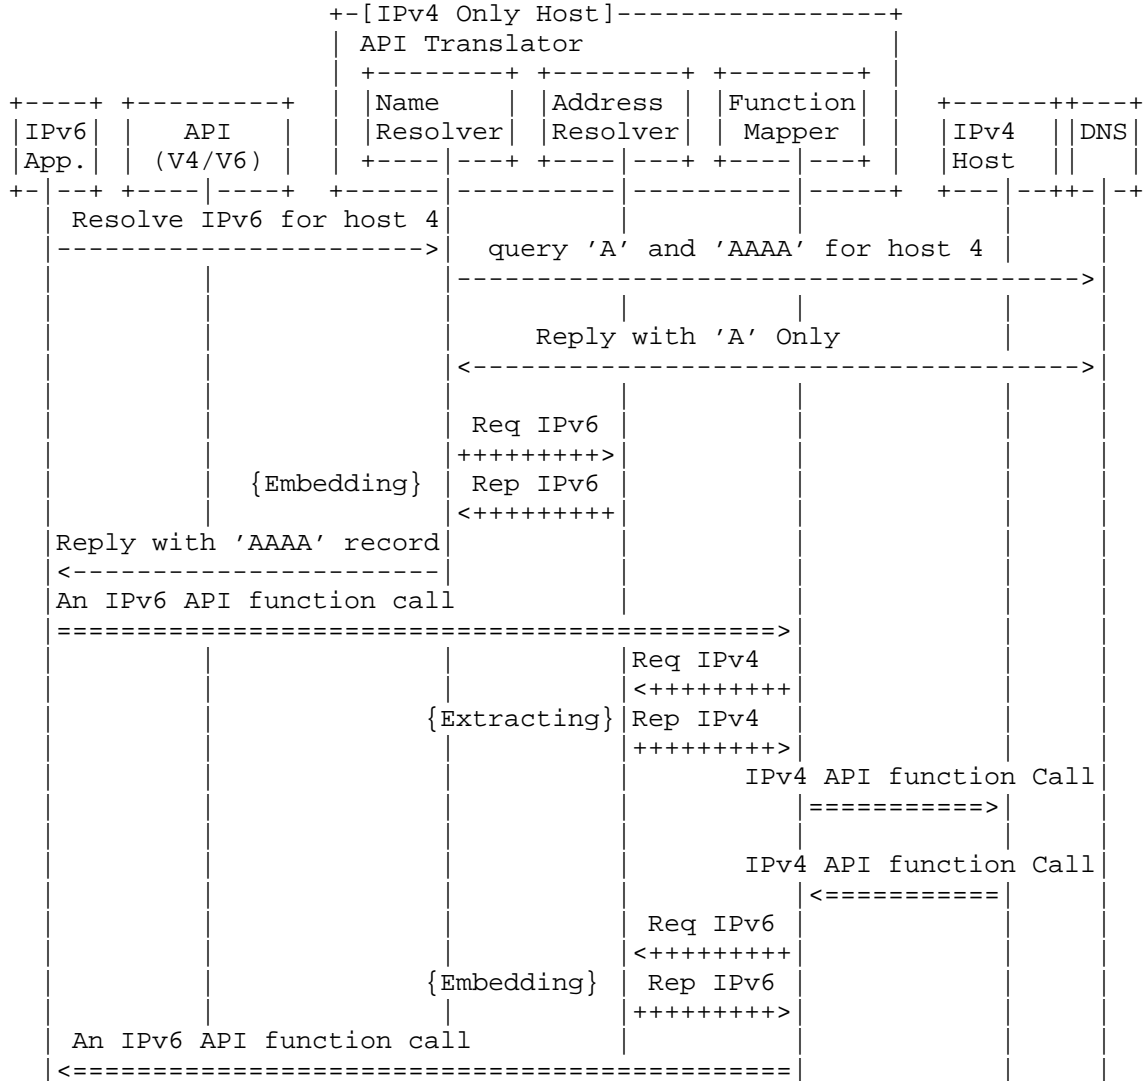 [IPv4 Only Host]
API Translator
Name Address Function
IPv6 API Resolver Resolver Mapper IPv4 DNS
App. (V4/V6) Host
Resolve IPv6 for host 4
query 'A' and 'AAAA' for host 4
Reply with 'A' Only
Req IPv6
{Embedding} Rep IPv6
Reply with 'AAAA' record
An IPv6 API function call
Req IPv4
{Extracting} Rep IPv4
IPv4 API function Call
IPv4 API function Call
Req IPv6
{Embedding} Rep IPv6
An IPv6 API function call